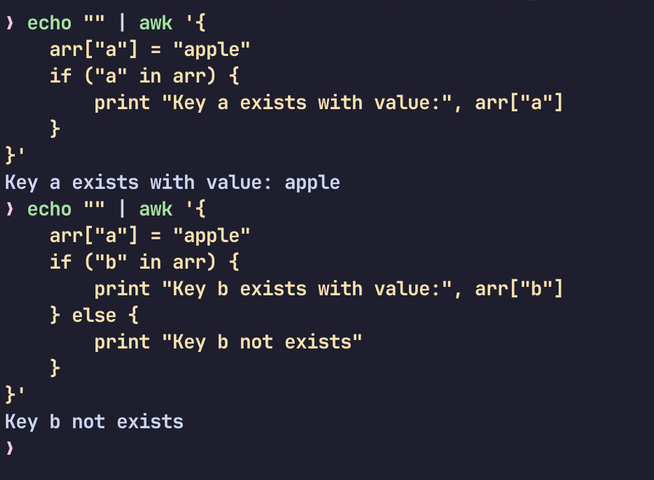 ❯ echo "" | awk '{
    arr["a"] = "apple"
    if ("a" in arr) {
        print "Key a exists with value:", arr["a"]
    }
}'
Key a exists with value: apple
❯ echo "" | awk '{
    arr["a"] = "apple"
    if ("b" in arr) {
        print "Key b exists with value:", arr["b"]
    } else {
        print "Key b not exists"
    }
}'
Key b not exists
❯